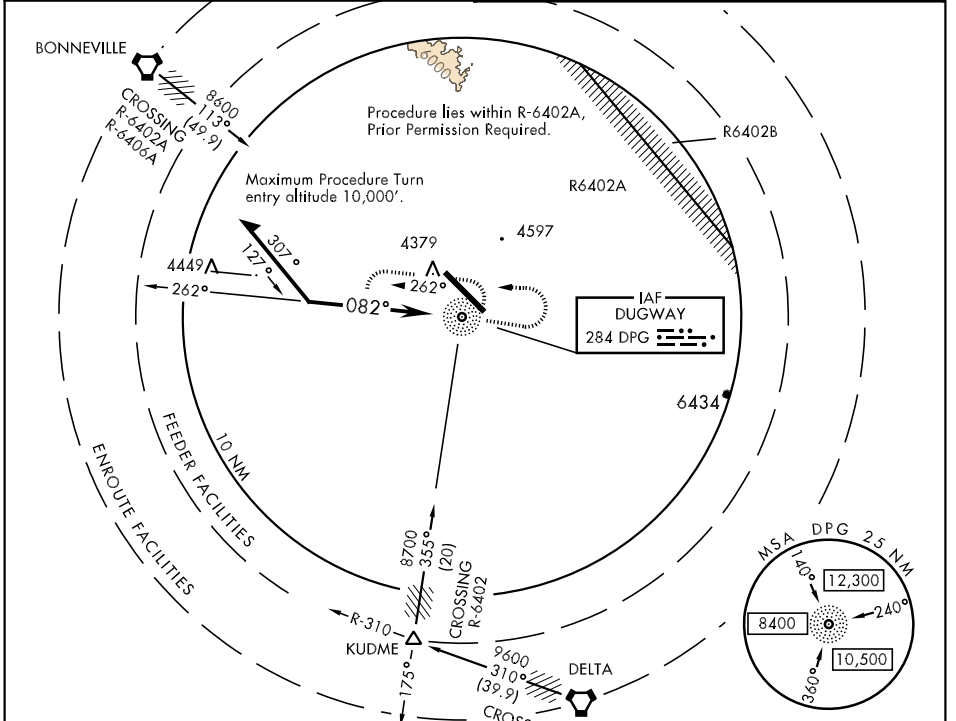 BONNEVILLE
8600
113°
(49.9)
CROSSING
R-6402A
R-6406A
6000
Procedure lies within R-6402A,
Prior Permission Required.
R6402B
R6402A
Maximum Procedure Turn
entry altitude 10,000'.
307°
127°
4449
262°
4379
4597
262°
082°
IAF
DUGWAY
284 DPG
6434
10 NM
FEEDER FACILITIES
ENROUTE FACILITIES
8700
355°
(20)
CROSSING
R-6402
R-310
KUDME
175°
9600
310°
(39.9)
DELTA
MSA DPG 25 NM
140°
12,300
240°
8400
10,500
360°